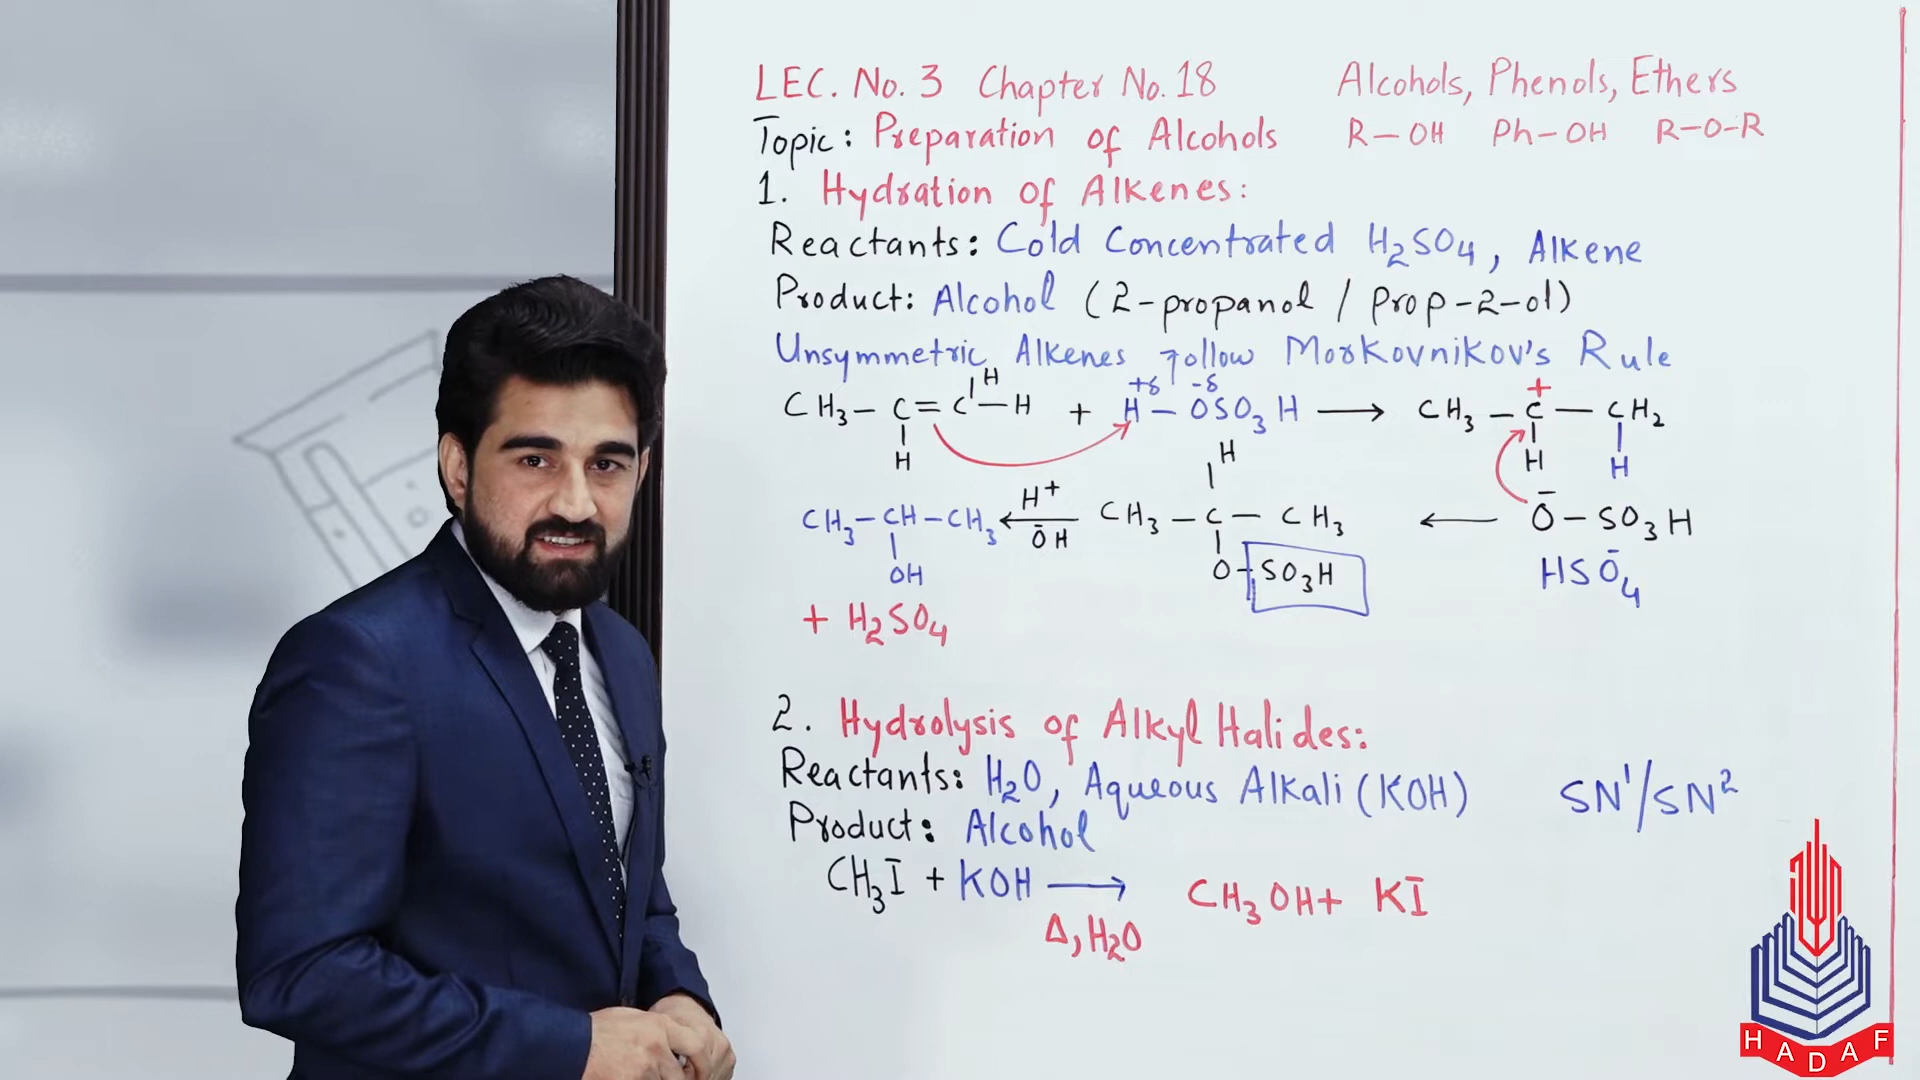 LEC. No. 3 Chapter No. 18 Alcohols, Phenols, Ethers
Topic: Preparation of Alcohols R—OH Ph—OH R-O-R
1. Hydration of Alkenes:
Reactants: Cold Concentrated H₂SO₄, Alkene
Product: Alcohol (2-propanol / Prop-2-ol)
Unsymmetric Alkenes follow Morkovnikov's Rule
H +δ -δ +
CH₃— C = C —H + H — OSO₃H ⟶ CH₃ — C — CH₂
H H H
H
CH₃—CH—CH₃ ⟵ H⁺ ŌH CH₃ — C — CH₃ ⟵ Ō — SO₃H
OH O-SO₃H HSŌ₄
+ H₂SO₄
2. Hydrolysis of Alkyl Halides:
Reactants: H₂O, Aqueous Alkali (KOH) SN¹/SN²
Product: Alcohol
CH₃I + KOH ⟶ CH₃OH + KI
Δ, H₂O
HADAF